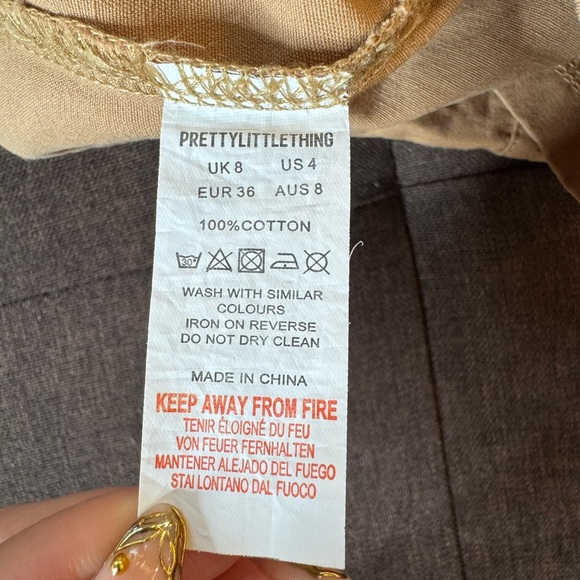 PRETTYLITTLETHING
UK 8 US 4
EUR 36 AUS 8
100%COTTON
30°
WASH WITH SIMILAR
COLOURS
IRON ON REVERSE
DO NOT DRY CLEAN
MADE IN CHINA
KEEP AWAY FROM FIRE
TENIR ÉLOIGNÉ DU FEU
VON FEUER FERNHALTEN
MANTENER ALEJADO DEL FUEGO
STAI LONTANO DAL FUOCO